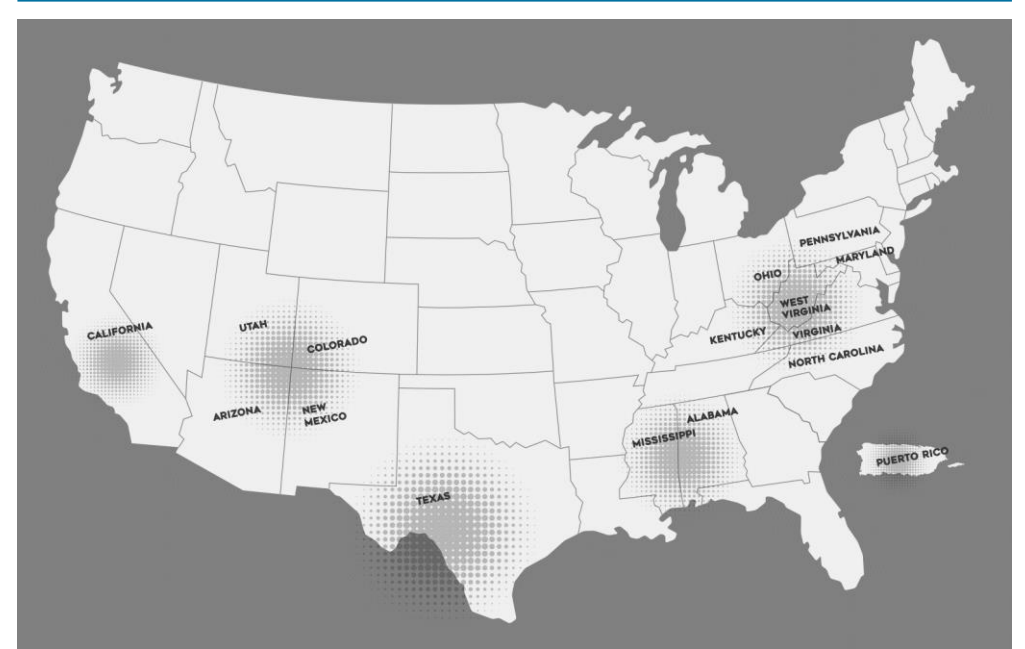 PENNSYLVANIA
MARYLAND
OHIO
WEST
VIRGINIA
CALIFORNIA
UTAH
COLORADO
KENTUCKY
VIRGINIA
NORTH CAROLINA
ARIZONA
NEW
MEXICO
ALABAMA
MISSISSIPPI
PUERTO RICO
TEXAS